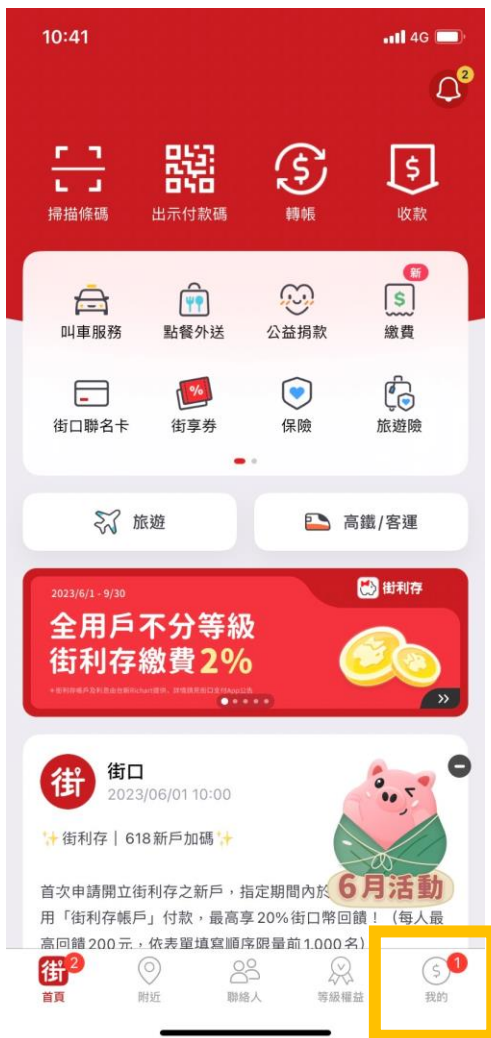 10:41
4G
2
掃描條碼 出示付款碼 轉帳 收款
新
叫車服務 點餐外送 公益捐款 繳費
%
街口聯名卡 街享券 保險 旅遊險
旅遊 高鐵/客運
2023/6/1 - 9/30
街利存
全用戶不分等級
街利存繳費2%
街
街口
2023/06/01 10:00
街利存 | 618新戶加碼
6月活動
首次申請開立街利存之新戶，指定期間內於
用「街利存帳戶」付款，最高享20%街口幣回饋！（每人最
高回饋200元，依表單填寫順序限量前1,000名）
街 2 1
首頁 附近 聯絡人 等級權益 我的